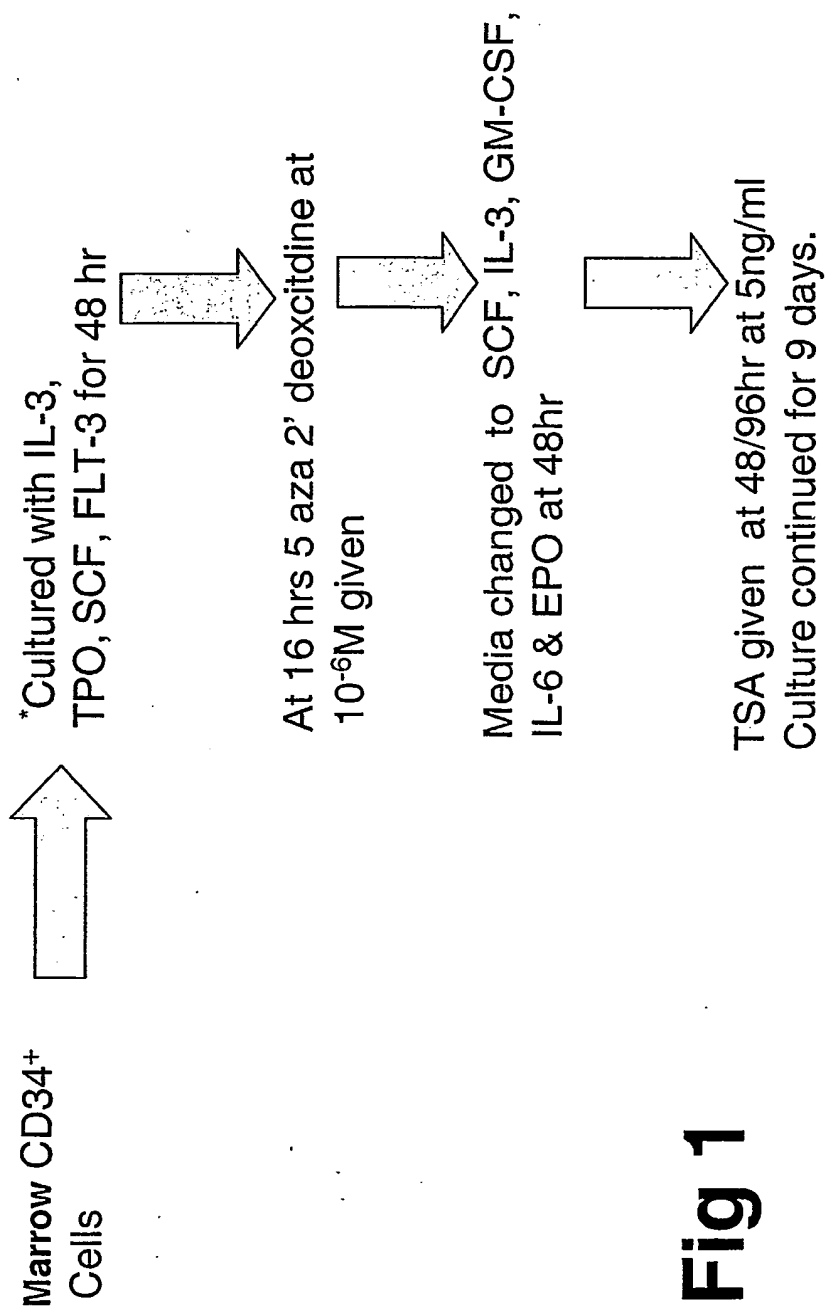 Marrow CD34⁺
Cells
*Cultured with IL-3,
TPO, SCF, FLT-3 for 48 hr
At 16 hrs 5 aza 2' deoxcitdine at
10⁻⁶M given
Media changed to SCF, IL-3, GM-CSF,
IL-6 & EPO at 48hr
TSA given at 48/96hr at 5ng/ml
Culture continued for 9 days.
Fig 1